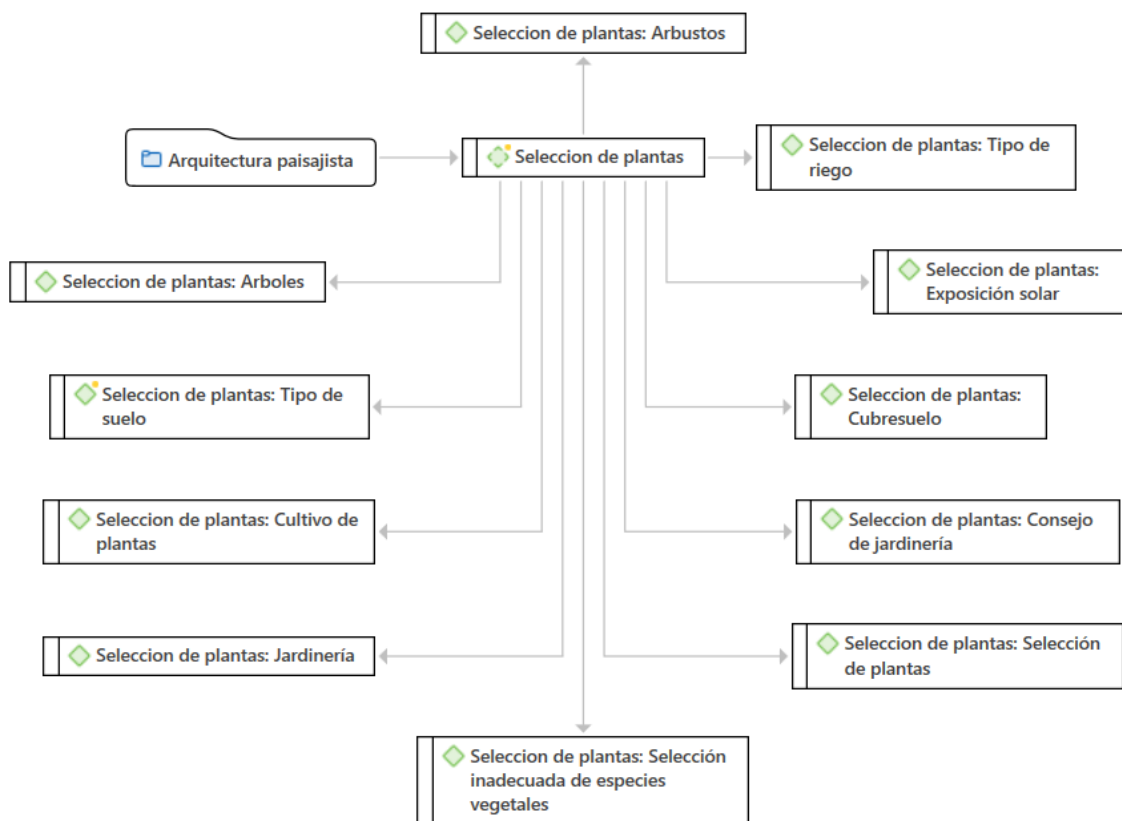 Seleccion de plantas: Arbustos
Arquitectura paisajista
Seleccion de plantas
Seleccion de plantas: Tipo de
riego
Seleccion de plantas: Arboles
Seleccion de plantas:
Exposición solar
Seleccion de plantas: Tipo de
suelo
Seleccion de plantas:
Cubresuelo
Seleccion de plantas: Cultivo de
plantas
Seleccion de plantas: Consejo
de jardinería
Seleccion de plantas: Jardinería
Seleccion de plantas: Selección
de plantas
Seleccion de plantas: Selección
inadecuada de especies
vegetales